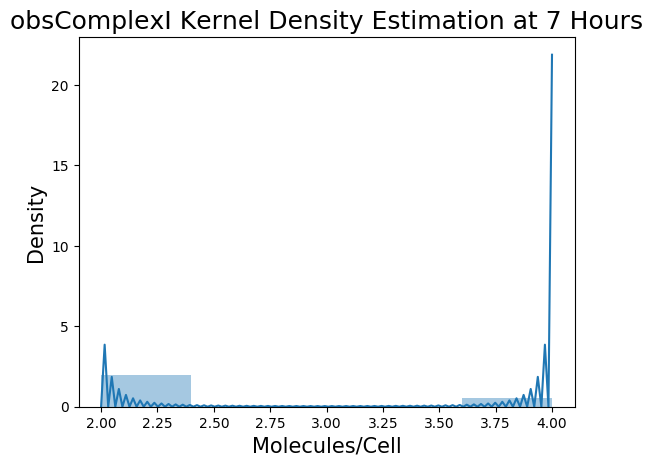 obsComplexI Kernel Density Estimation at 7 Hours
20
15
10
5
0
Density
2.00 2.25 2.50 2.75 3.00 3.25 3.50 3.75 4.00
Molecules/Cell